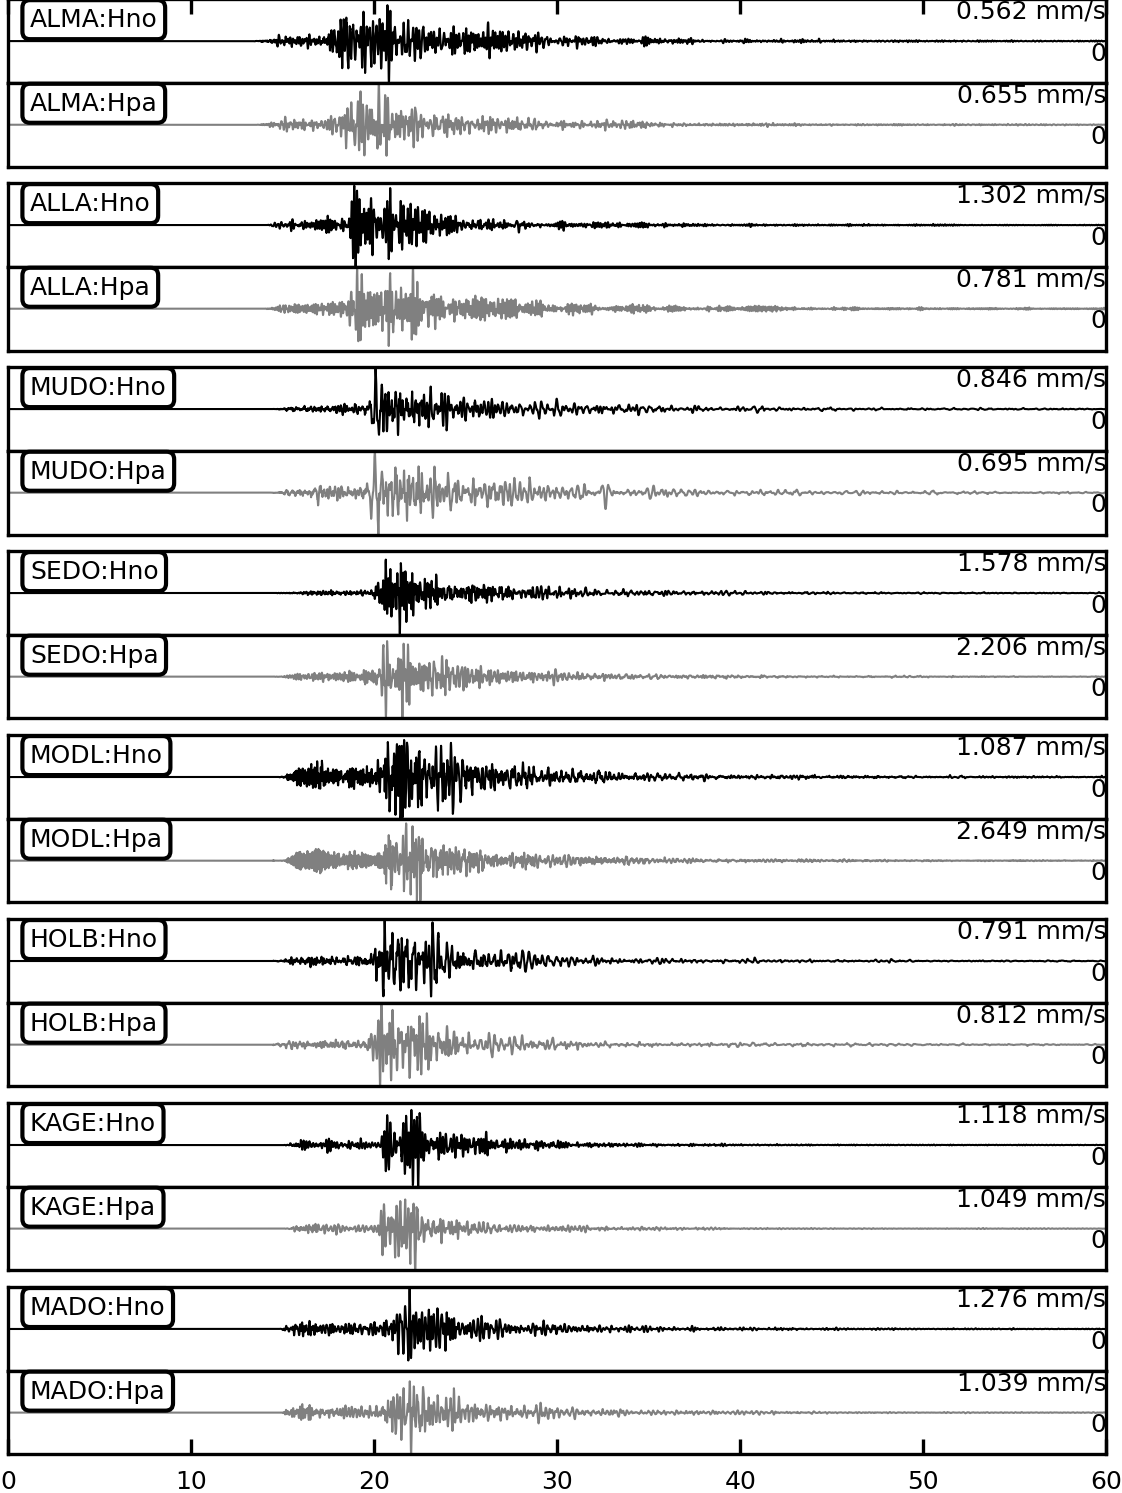 ALMA:Hno 0.562 mm/s
0
ALMA:Hpa 0.655 mm/s
0
ALLA:Hno 1.302 mm/s
0
ALLA:Hpa 0.781 mm/s
0
MUDO:Hno 0.846 mm/s
0
MUDO:Hpa 0.695 mm/s
0
SEDO:Hno 1.578 mm/s
0
SEDO:Hpa 2.206 mm/s
0
MODL:Hno 1.087 mm/s
0
MODL:Hpa 2.649 mm/s
0
HOLB:Hno 0.791 mm/s
0
HOLB:Hpa 0.812 mm/s
0
KAGE:Hno 1.118 mm/s
0
KAGE:Hpa 1.049 mm/s
0
MADO:Hno 1.276 mm/s
0
MADO:Hpa 1.039 mm/s
0
0 10 20 30 40 50 60